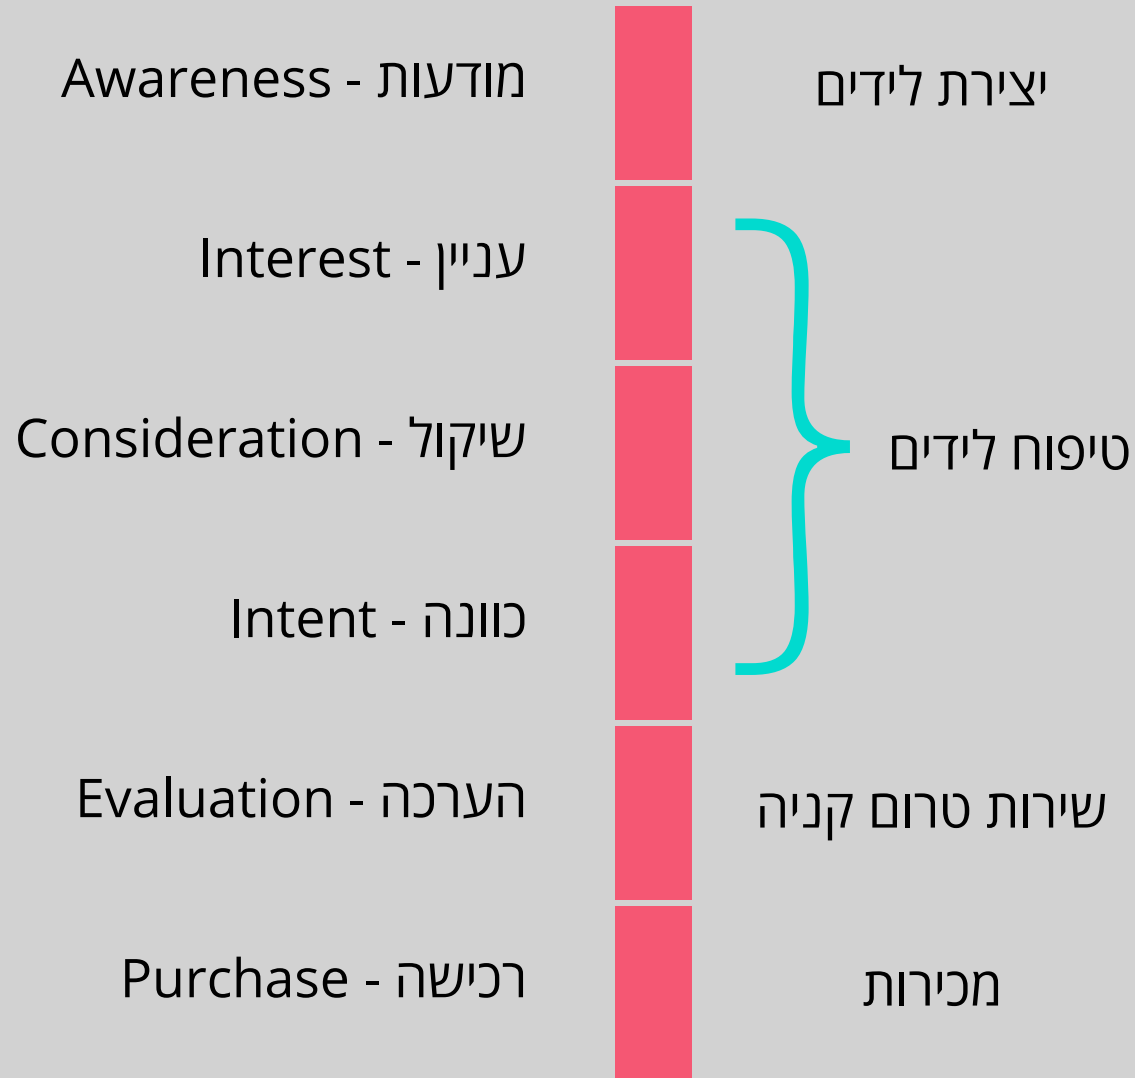 מודעות - Awareness
יצירת לידים
עניין - Interest
שיקול - Consideration
טיפוח לידים
כוונה - Intent
הערכה - Evaluation
שירות טרום קניה
רכישה - Purchase
מכירות